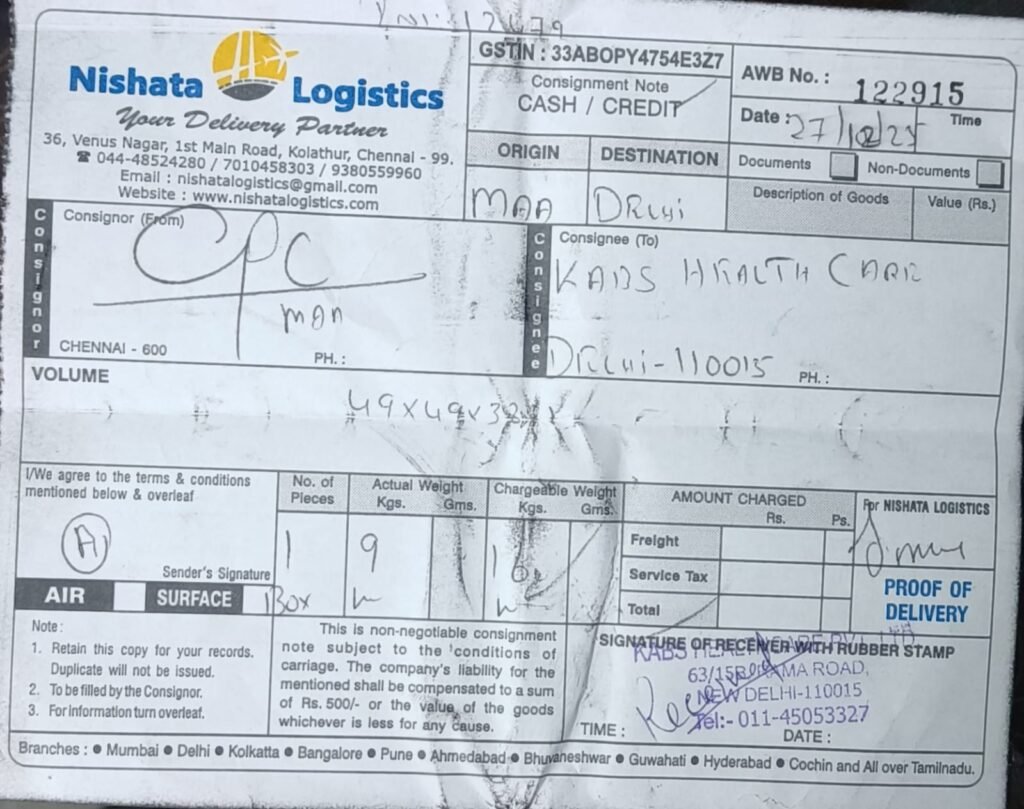 Nishata Logistics
Your Delivery Partner
36, Venus Nagar, 1st Main Road, Kolathur, Chennai - 99.
☎ 044-48524280 / 7010458303 / 9380559960
Email : nishatalogistics@gmail.com
Website : www.nishatalogistics.com
GSTIN : 33ABOPY4754E3Z7
Consignment Note
CASH / CREDIT
AWB No. : 122915
Date : 27/12/25 Time
ORIGIN DESTINATION
MAA DELHI
Documents Non-Documents
Description of Goods Value (Rs.)
Consignor
Consignor (From)
CPC
MAA
CHENNAI - 600 PH. :
Consignee
Consignee (To)
KABS HEALTH CARE
DELHI-110015 PH. :
VOLUME
49x49x32
I/We agree to the terms & conditions
mentioned below & overleaf
A
Sender's Signature
AIR SURFACE
No. of Pieces
1
Box
Actual Weight
Kgs. Gms.
9
Chargeable Weight
Kgs. Gms.
AMOUNT CHARGED
Rs. Ps.
Freight
Service Tax
Total
For NISHATA LOGISTICS
PROOF OF
DELIVERY
Note :
1. Retain this copy for your records.
Duplicate will not be issued.
2. To be filled by the Consignor.
3. For information turn overleaf.
This is non-negotiable consignment
note subject to the conditions of
carriage. The company's liability for the
mentioned shall be compensated to a sum
of Rs. 500/- or the value of the goods
whichever is less for any cause.
SIGNATURE OF RECEIVER WITH RUBBER STAMP
KABS
ROAD,
NEW DELHI-110015
Tel:- 011-45053327
TIME : DATE :
Branches : ● Mumbai ● Delhi ● Kolkatta ● Bangalore ● Pune ● Ahmedabad ● Bhuvaneshwar ● Guwahati ● Hyderabad ● Cochin and All over Tamilnadu.